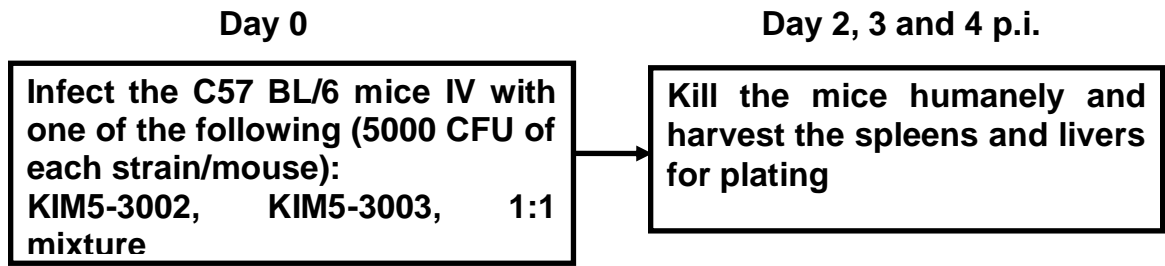 Day 0
Day 2, 3 and 4 p.i.
Infect the C57 BL/6 mice IV with
one of the following (5000 CFU of
each strain/mouse):
KIM5-3002, KIM5-3003, 1:1
mixture
Kill the mice humanely and
harvest the spleens and livers
for plating